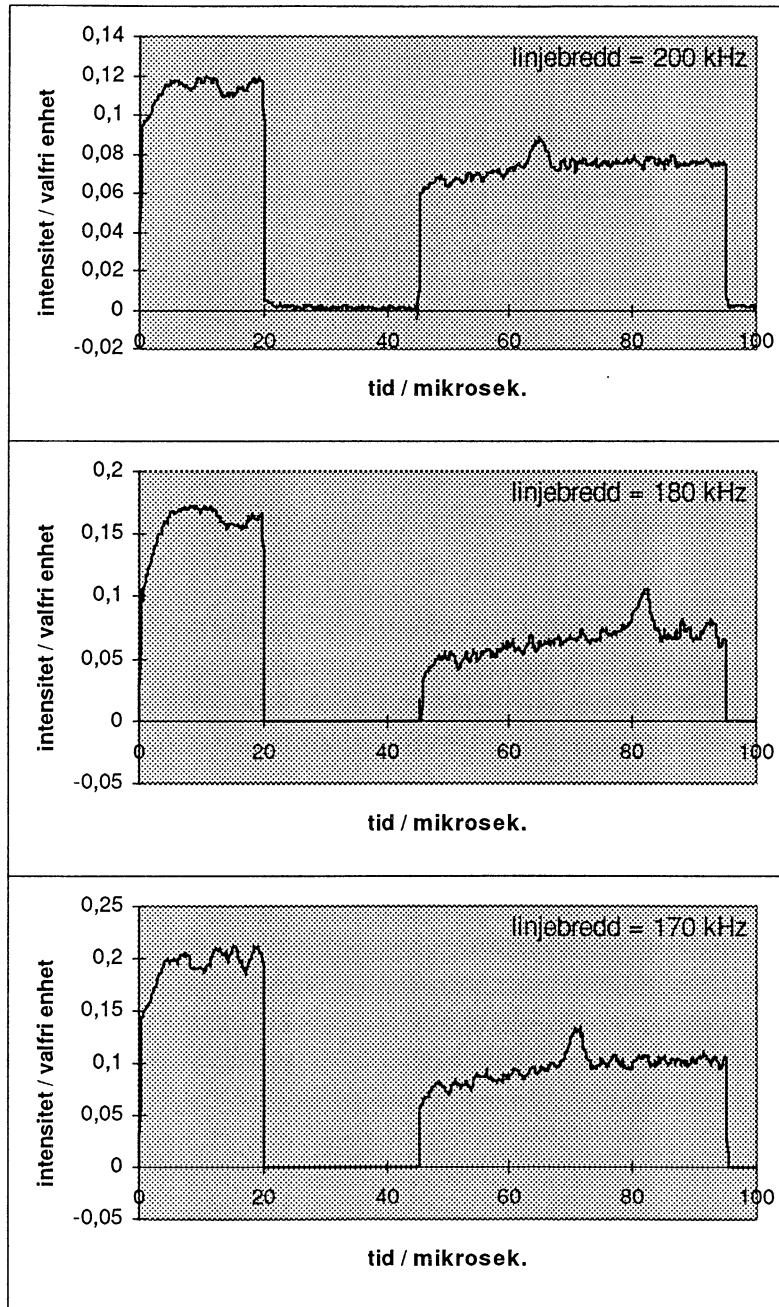 linjebredd = 200 kHz
intensitet / valfri enhet
0,14
0,12
0,1
0,08
0,06
0,04
0,02
0
-0,02
0 20 40 60 80 100
tid / mikrosek.
linjebredd = 180 kHz
intensitet / valfri enhet
0,2
0,15
0,1
0,05
0
-0,05
0 20 40 60 80 100
tid / mikrosek.
linjebredd = 170 kHz
intensitet / valfri enhet
0,25
0,2
0,15
0,1
0,05
0
-0,05
0 20 40 60 80 100
tid / mikrosek.